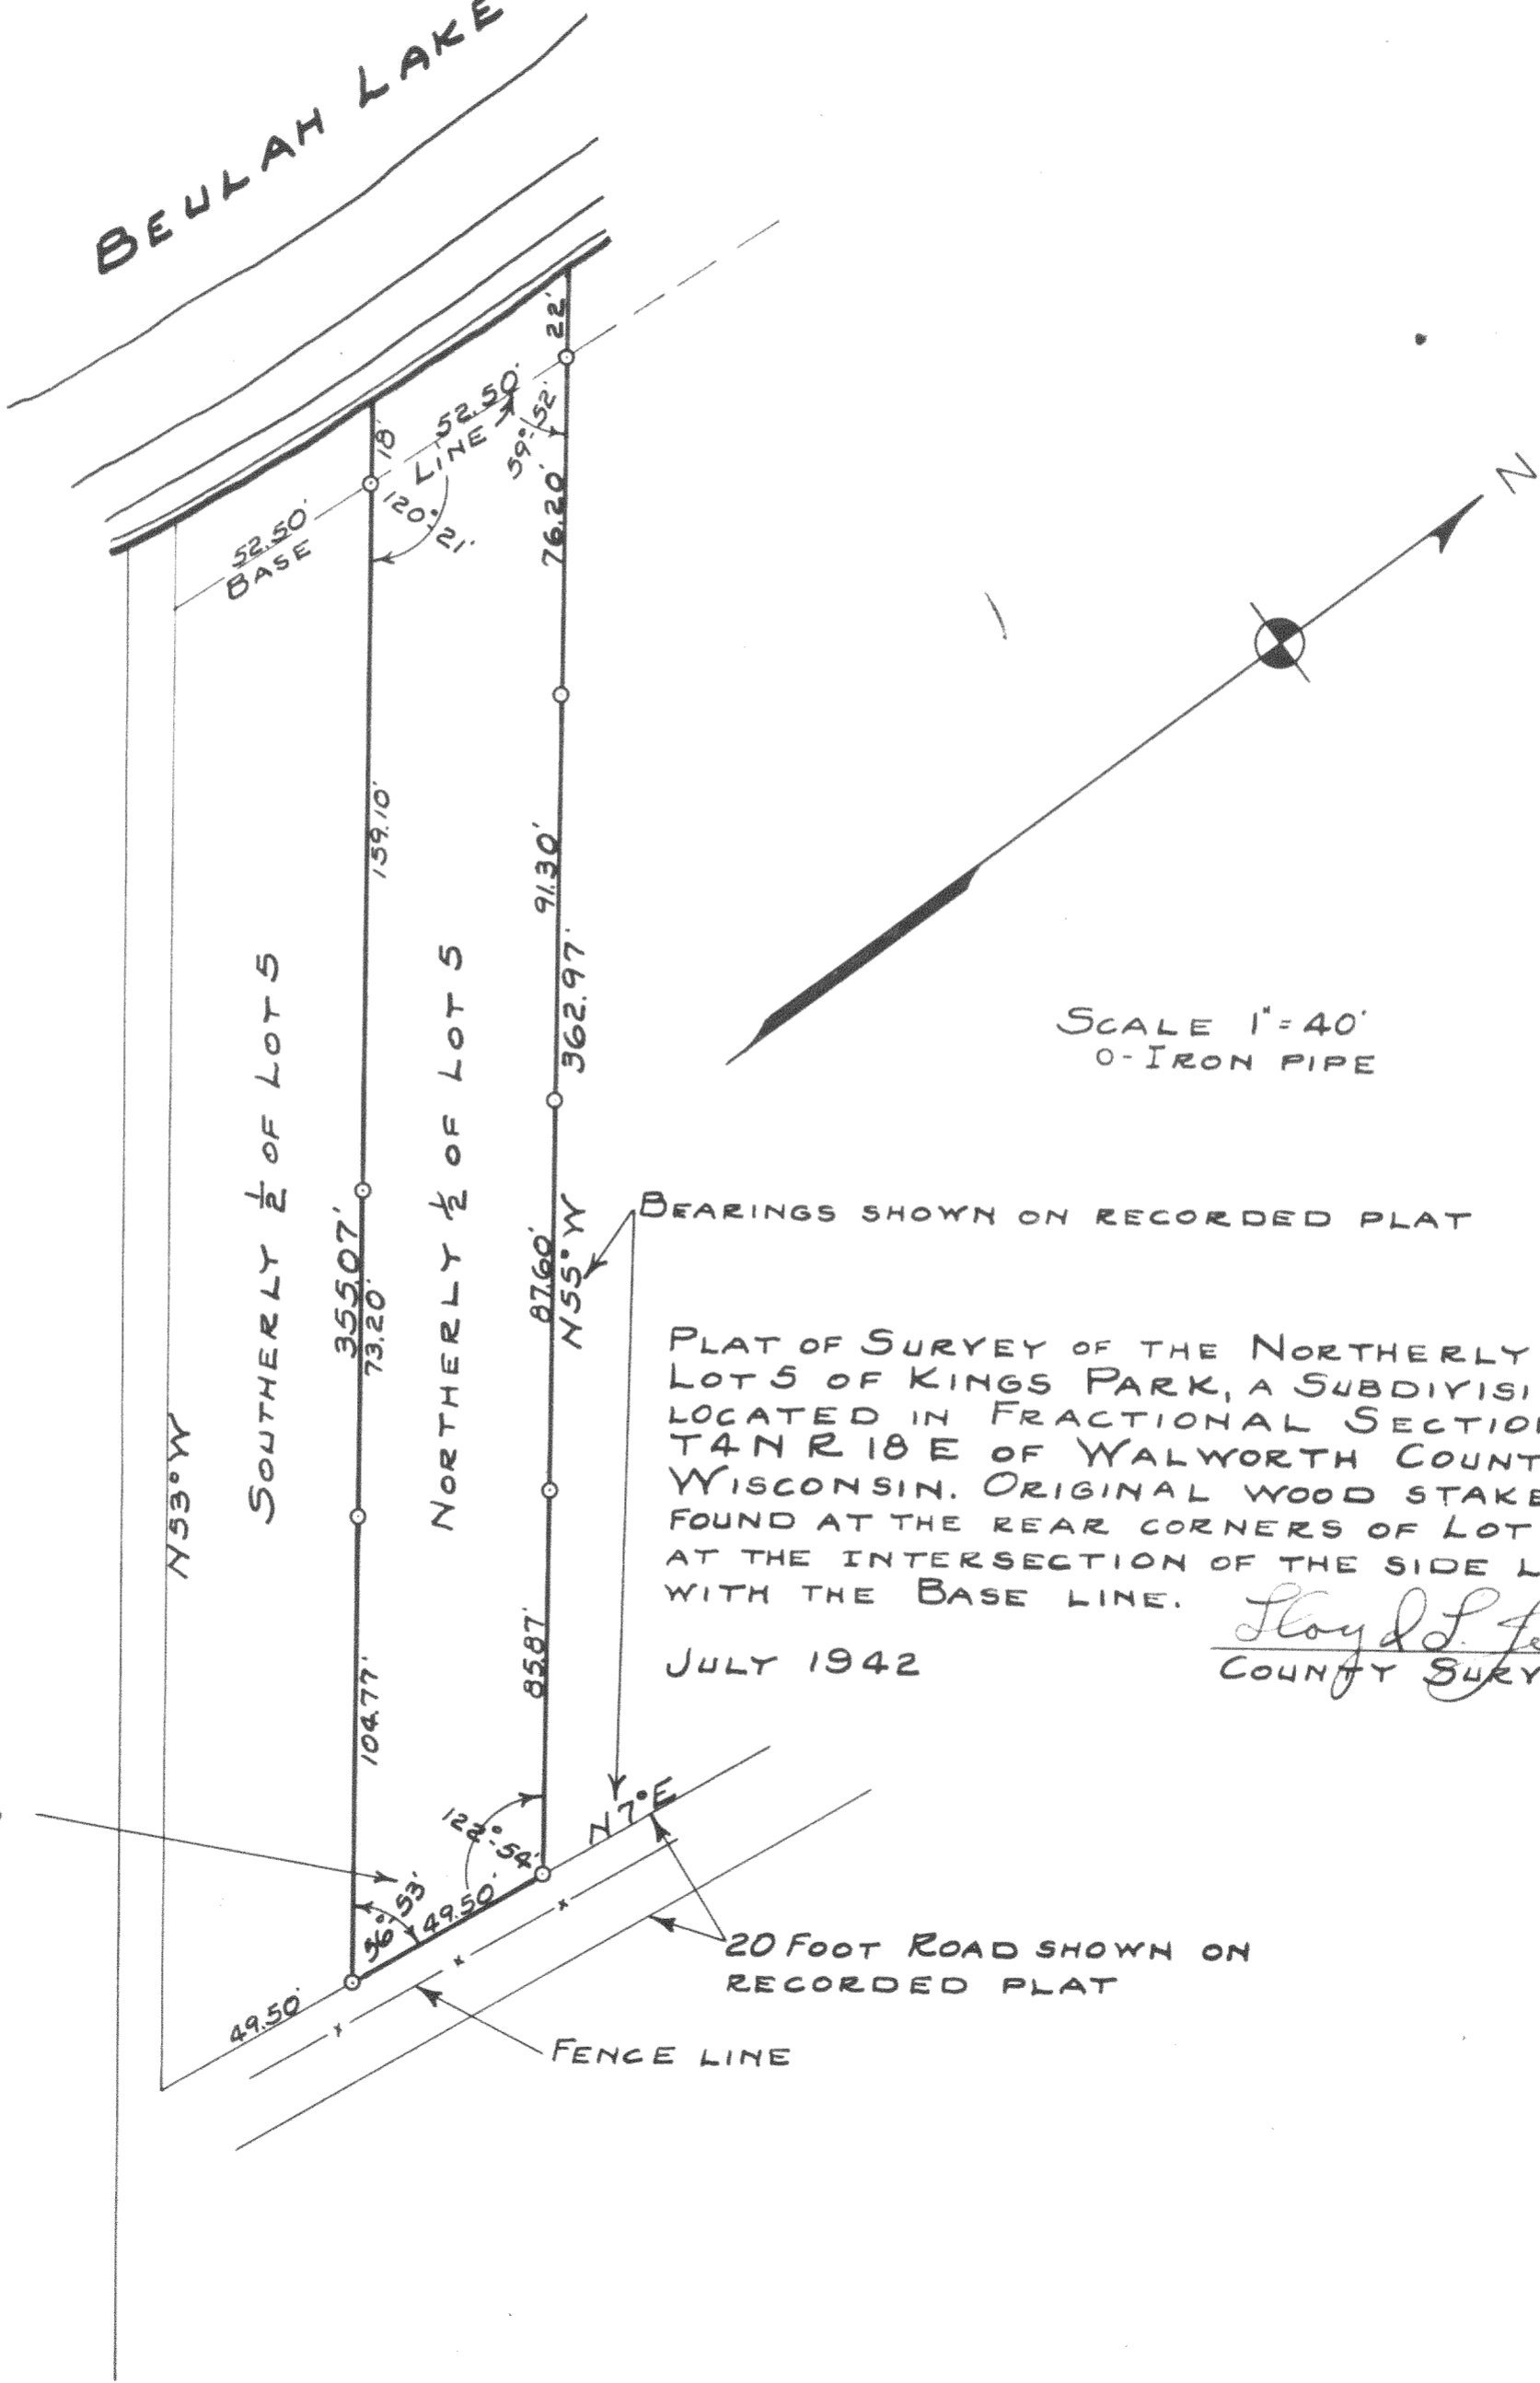 BEULAH LAKE
22'
18'
52.50'
LINE
59°-52'
120°-21'
76.20'
52.50'
BASE
N
159.10'
91.30'
362.97'
SCALE 1" = 40'
O-IRON PIPE
SOUTHERLY ½ OF LOT 5
NORTHERLY ½ OF LOT 5
BEARINGS SHOWN ON RECORDED PLAT
355.07'
73.20'
87.60'
N55°W
N53°W
PLAT OF SURVEY OF THE NORTHERLY
LOT 5 OF KINGS PARK, A SUBDIVISI
LOCATED IN FRACTIONAL SECTION
T4N R 18 E OF WALWORTH COUNT
WISCONSIN. ORIGINAL WOOD STAKE
FOUND AT THE REAR CORNERS OF LOT
AT THE INTERSECTION OF THE SIDE L
WITH THE BASE LINE.
Lloyd L.
JULY 1942
COUNTY SURV
104.77'
85.87'
N7°E
122°-54'
56°-53'
49.50'
20 FOOT ROAD SHOWN ON
RECORDED PLAT
49.50'
FENCE LINE